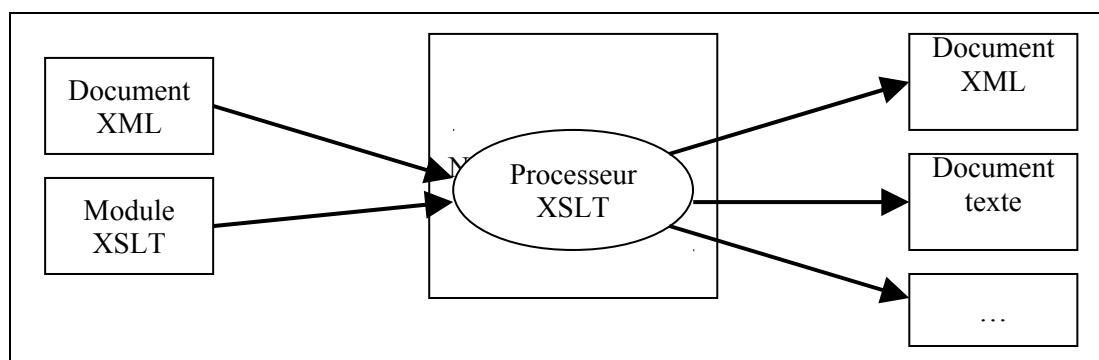 Document
XML
Module
XSLT
Processeur
XSLT
Document
XML
Document
texte
…